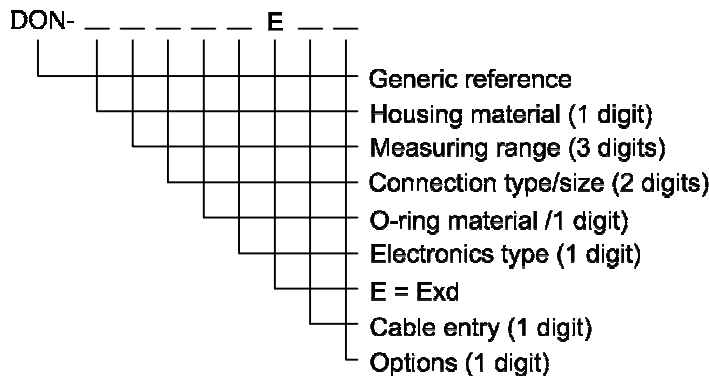 DON- _ _ _ _ _ E _ _
Generic reference
Housing material (1 digit)
Measuring range (3 digits)
Connection type/size (2 digits)
O-ring material /1 digit)
Electronics type (1 digit)
E = Exd
Cable entry (1 digit)
Options (1 digit)